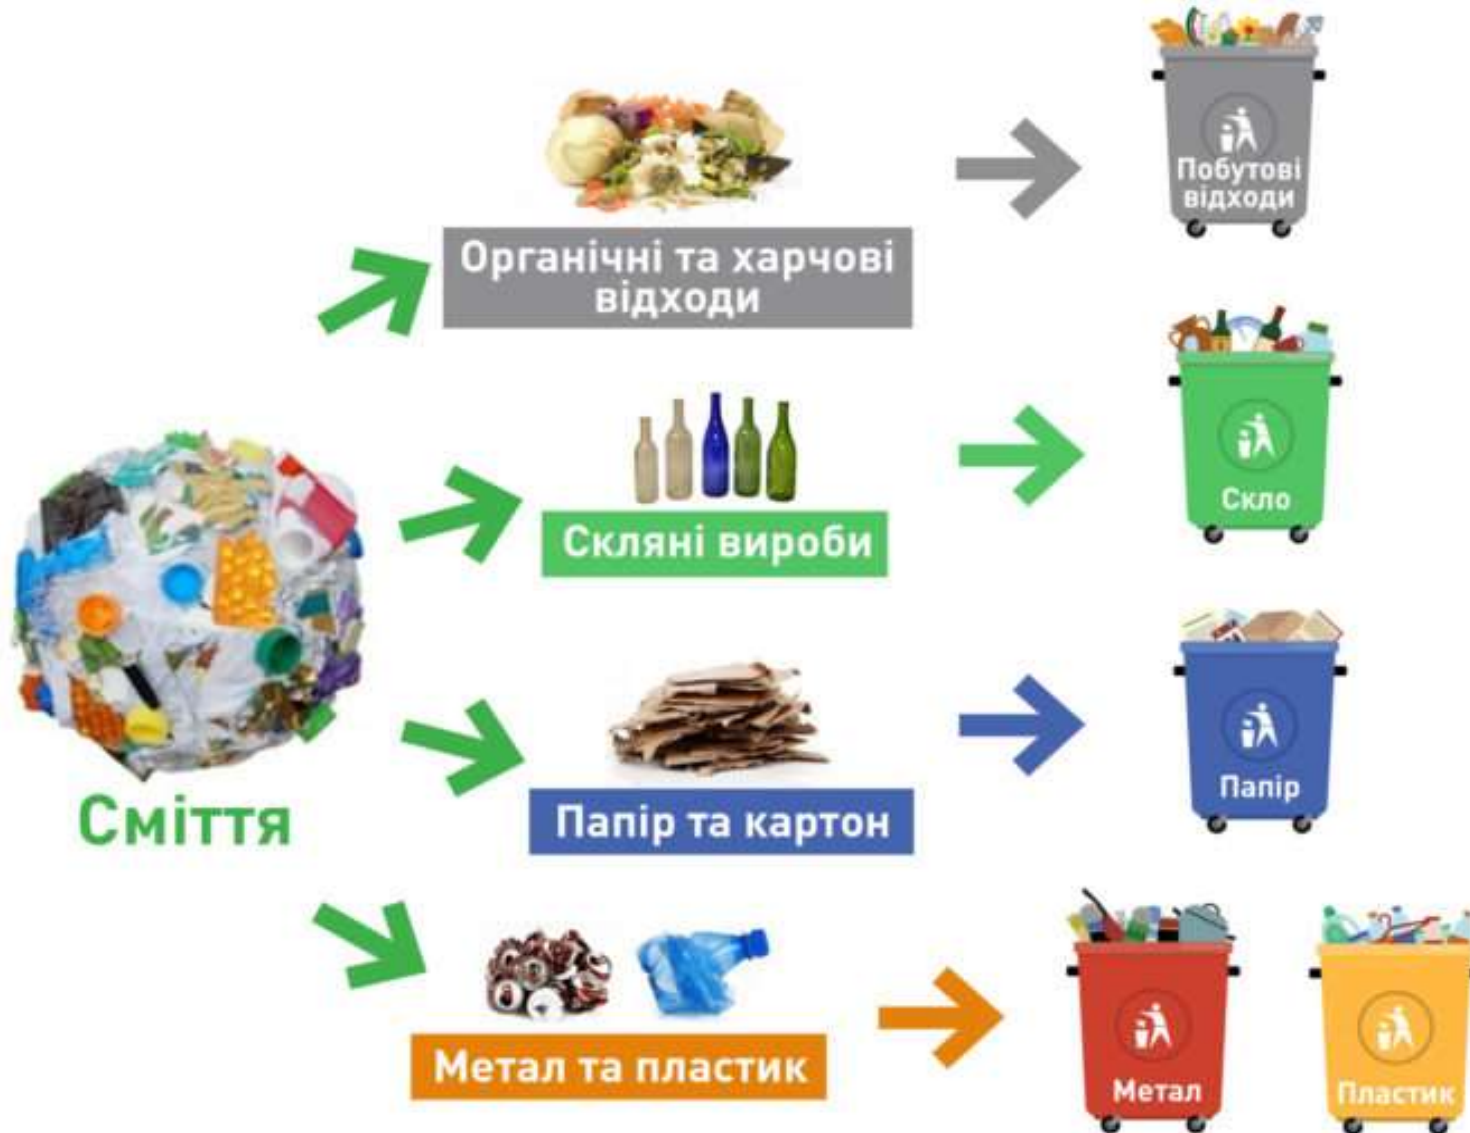 Побутові
відходи
Органічні та харчові
відходи
Скло
Скляні вироби
Папір
Папір та картон
Сміття
Метал та пластик
Метал
Пластик